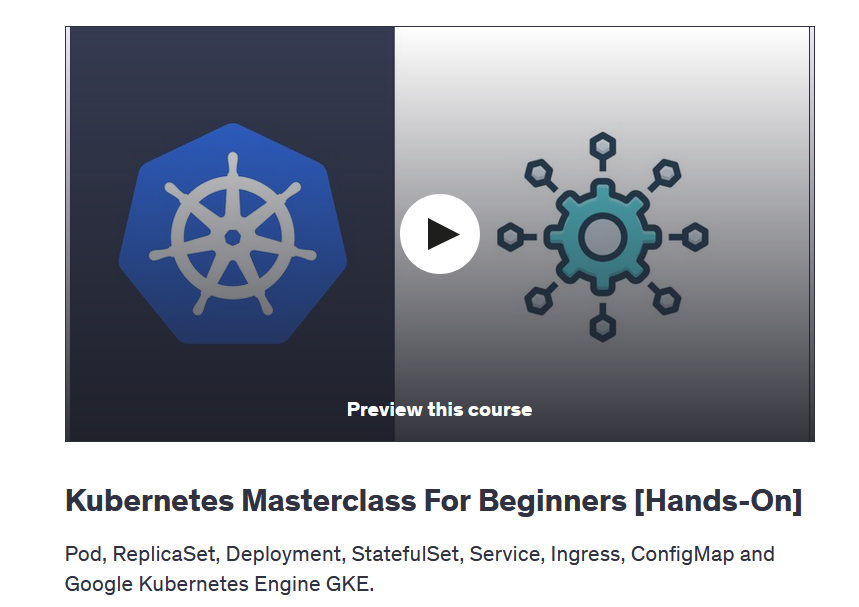 Preview this course
Kubernetes Masterclass For Beginners [Hands-On]
Pod, ReplicaSet, Deployment, StatefulSet, Service, Ingress, ConfigMap and
Google Kubernetes Engine GKE.